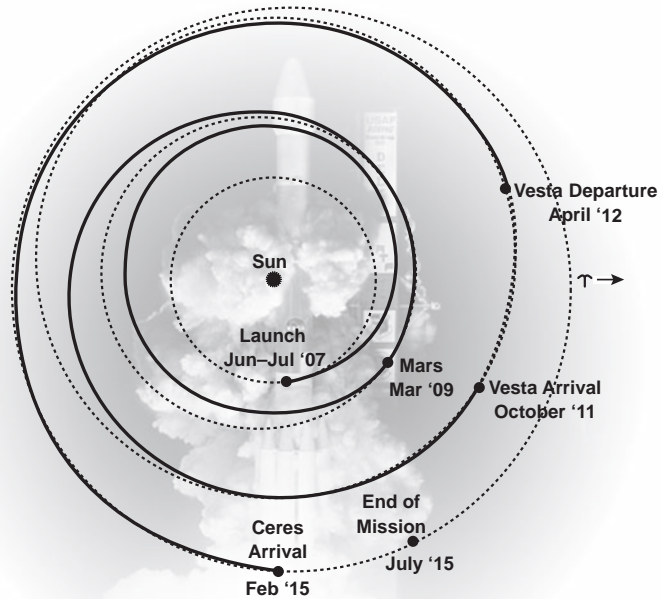 Vesta Departure
April ‘12
Sun
♈→
Launch
Jun–Jul ‘07
Mars
Mar ‘09
Vesta Arrival
October ‘11
End of
Mission
Ceres
Arrival
July ‘15
Feb ‘15